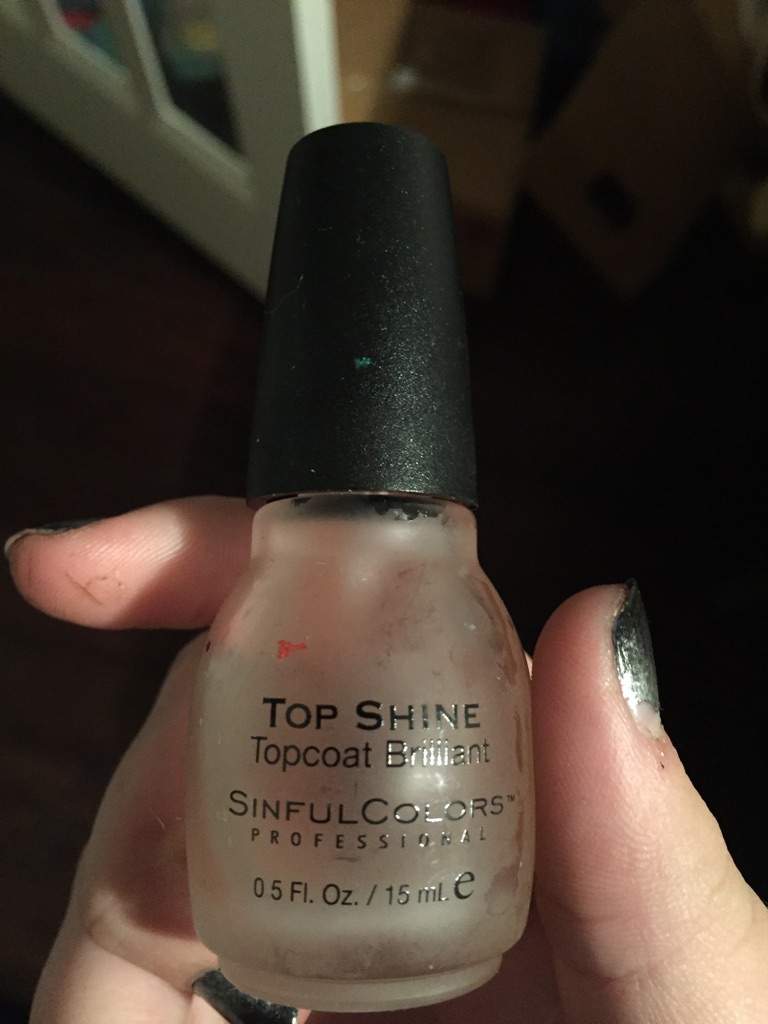 TOP SHINE
Topcoat Brilliant
SINFULCOLORS™
PROFESSIONAL
0 5 Fl. Oz. / 15 mL e